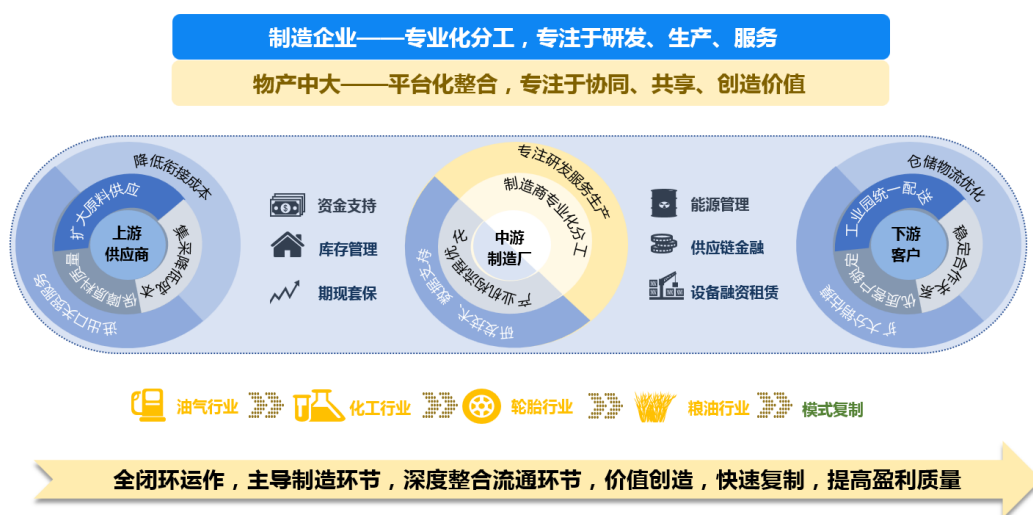 制造企业——专业化分工，专注于研发、生产、服务
物产中大——平台化整合，专注于协同、共享、创造价值
降低衔接成本
扩大原料供应
集采降低成本
保障原料质量
进出口关务服务
上游
供应商
资金支持
库存管理
期现套保
专注研发服务生产
制造商专业化分工
产业机构流程优化
研发技术、数据支持
中游
制造厂
能源管理
供应链金融
设备融资租赁
仓储物流优化
工业园统一配送
稳定合作关系
优质客户锁定
扩大分销规模
下游
客户
油气行业
化工行业
轮胎行业
粮油行业
模式复制
全闭环运作，主导制造环节，深度整合流通环节，价值创造，快速复制，提高盈利质量